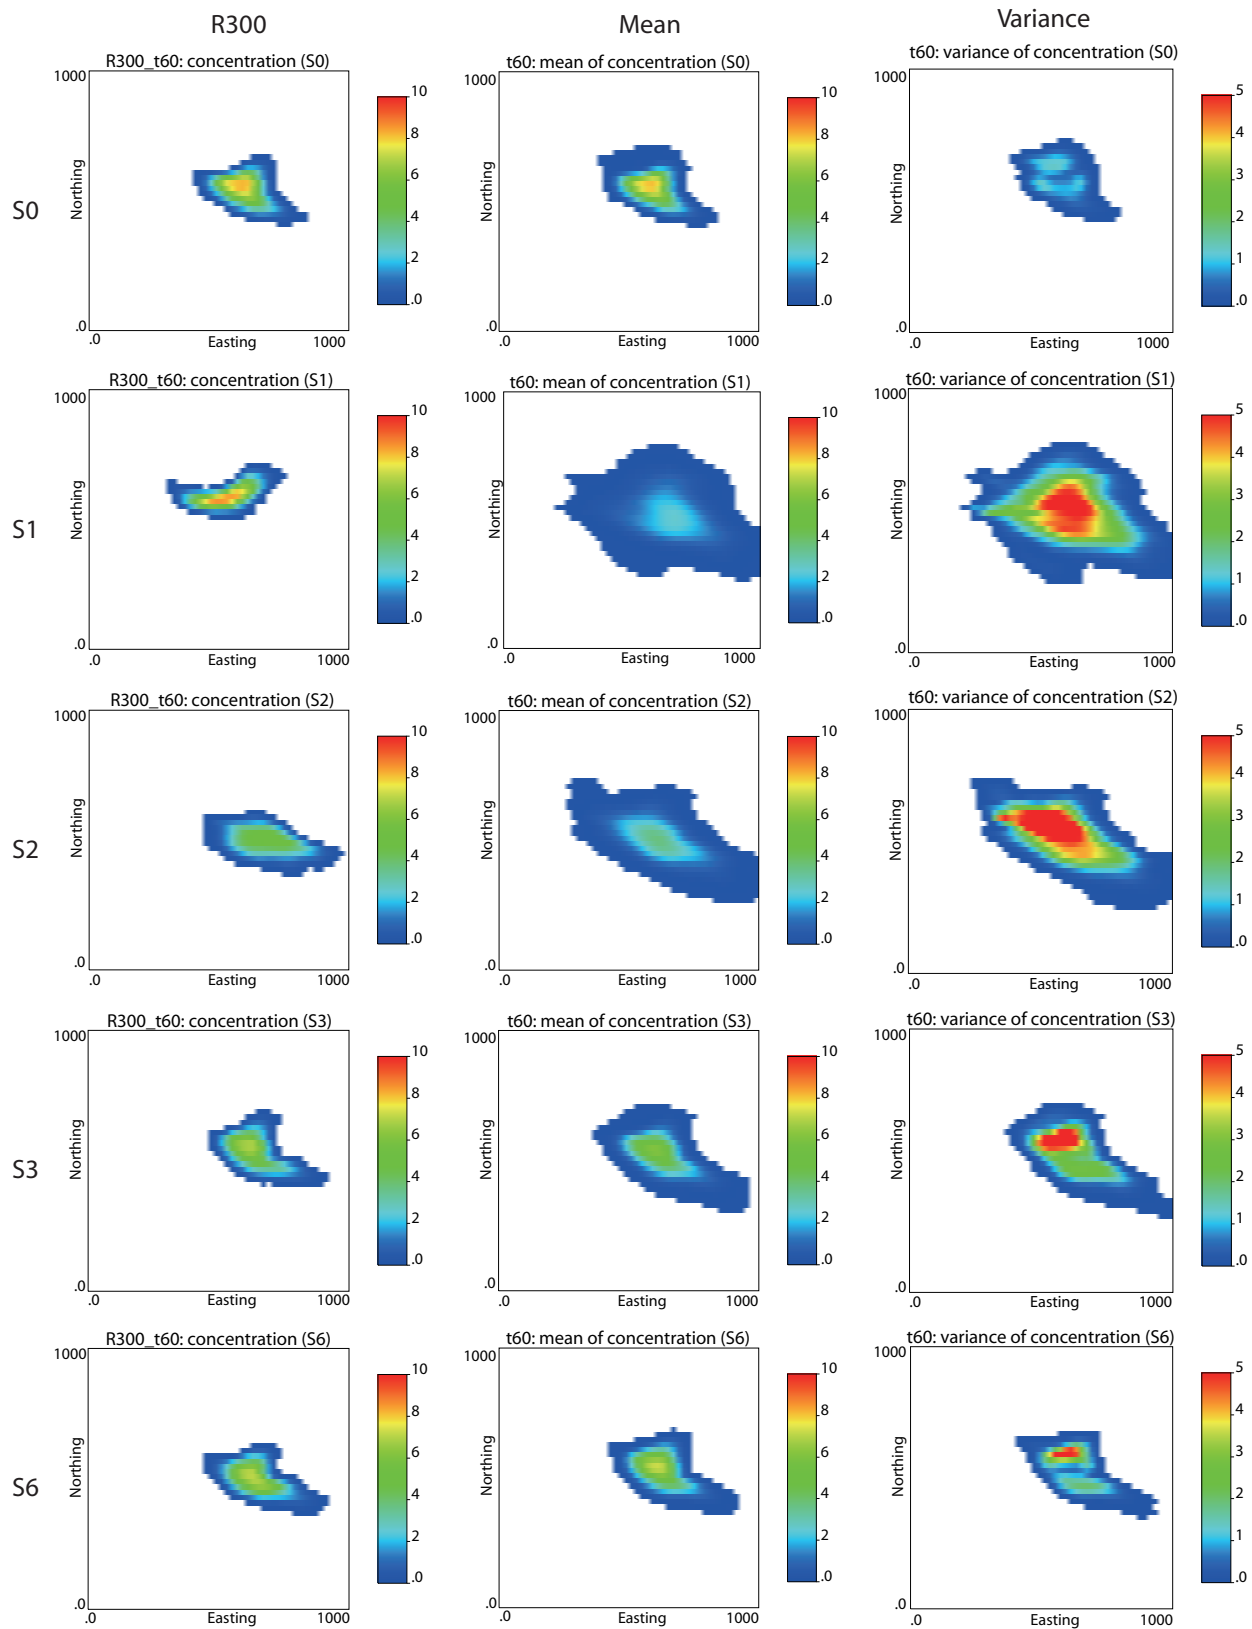 R300 Mean Variance
S0
R300_t60: concentration (S0)
1000
.0
Northing
.0 Easting 1000
10
8
6
4
2
.0
t60: mean of concentration (S0)
1000
.0
Northing
.0 Easting 1000
10
8
6
4
2
.0
t60: variance of concentration (S0)
1000
.0
Northing
.0 Easting 1000
5
4
3
2
1
.0
S1
R300_t60: concentration (S1)
1000
.0
Northing
.0 Easting 1000
10
8
6
4
2
.0
t60: mean of concentration (S1)
1000
.0
Northing
.0 Easting 1000
10
8
6
4
2
.0
t60: variance of concentration (S1)
1000
.0
Northing
.0 Easting 1000
5
4
3
2
1
.0
S2
R300_t60: concentration (S2)
1000
.0
Northing
.0 Easting 1000
10
8
6
4
2
.0
t60: mean of concentration (S2)
1000
.0
Northing
.0 Easting 1000
10
8
6
4
2
.0
t60: variance of concentration (S2)
1000
.0
Northing
.0 Easting 1000
5
4
3
2
1
.0
S3
R300_t60: concentration (S3)
1000
.0
Northing
.0 Easting 1000
10
8
6
4
2
.0
t60: mean of concentration (S3)
1000
.0
Northing
.0 Easting 1000
10
8
6
4
2
.0
t60: variance of concentration (S3)
1000
.0
Northing
.0 Easting 1000
5
4
3
2
1
.0
S6
R300_t60: concentration (S6)
1000
.0
Northing
.0 Easting 1000
10
8
6
4
2
.0
t60: mean of concentration (S6)
1000
.0
Northing
.0 Easting 1000
10
8
6
4
2
.0
t60: variance of concentration (S6)
1000
.0
Northing
.0 Easting 1000
5
4
3
2
1
.0